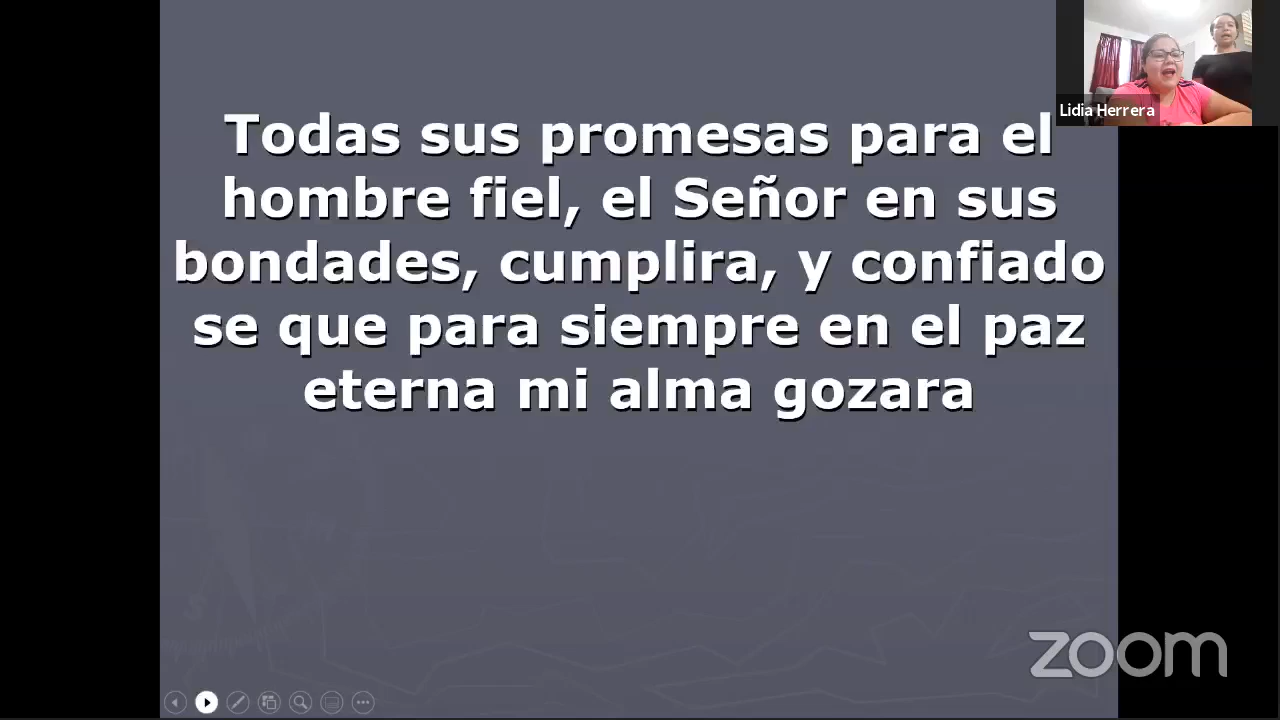 Todas sus promesas para el
hombre fiel, el Señor en sus
bondades, cumplira, y confiado
se que para siempre en el paz
eterna mi alma gozara
Lidia Herrera
zoom